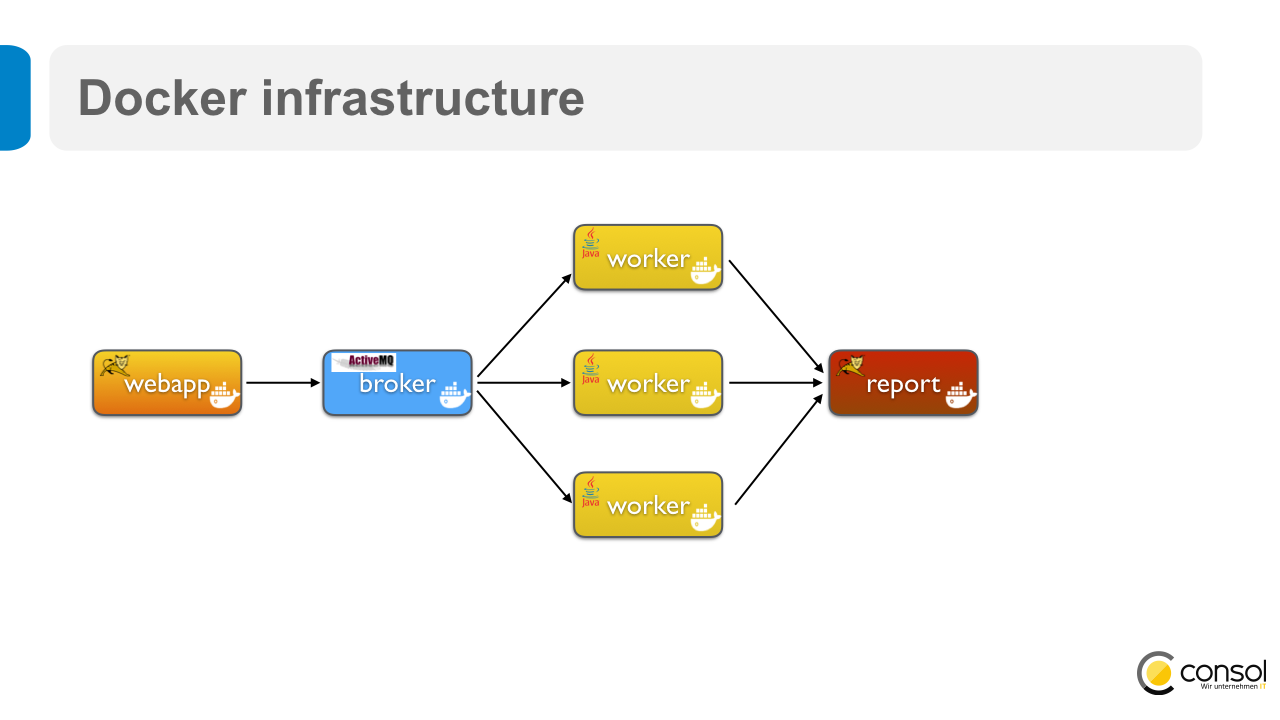 Docker infrastructure
Java
worker
webapp
ActiveMQ
broker
Java
worker
report
Java
worker
consol
Wir unternehmen IT